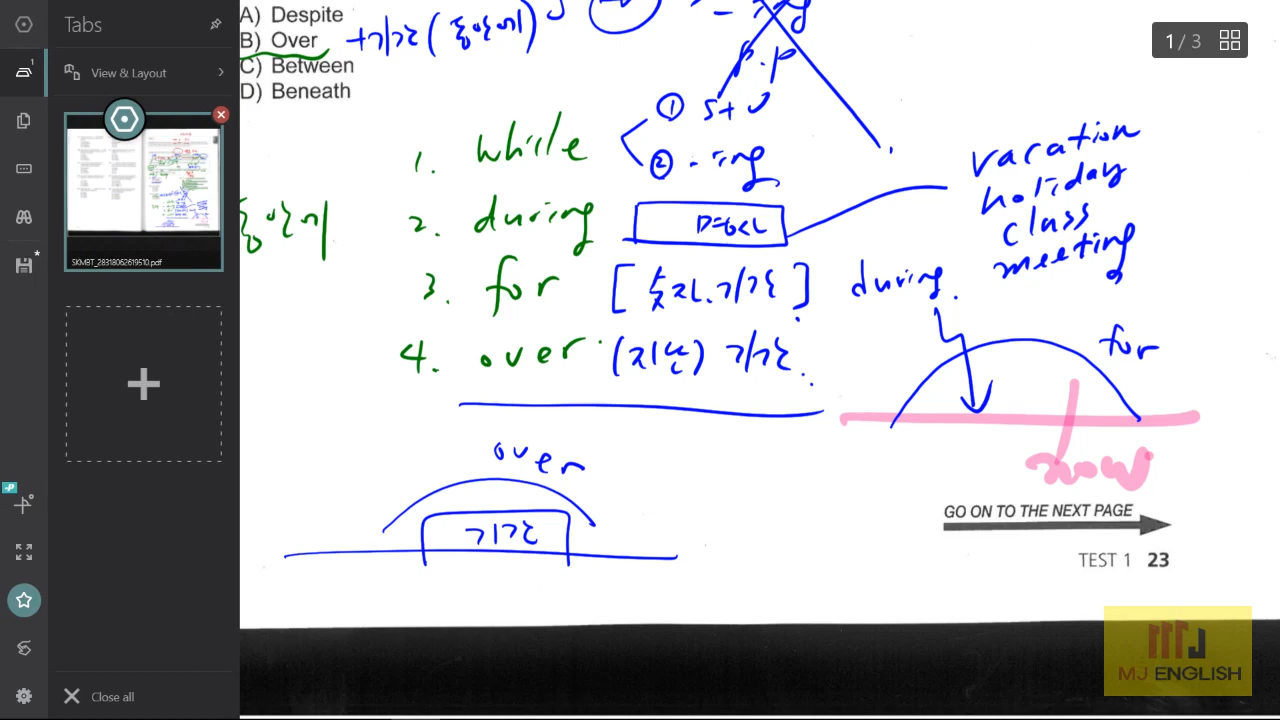 Tabs
View & Layout
SKMBT_28318062619510.pdf
Close all
1 / 3
A) Despite
B) Over
+기간 (동안에)
C) Between
D) Beneath
p.p
① S+V
1. while
② -ing
vacation
holiday
class
meeting
동안에
2. during
3. for [숫자.기간]
during.
4. over (지난) 기간.
for
now
over
기간
GO ON TO THE NEXT PAGE
TEST 1 23
MJ ENGLISH